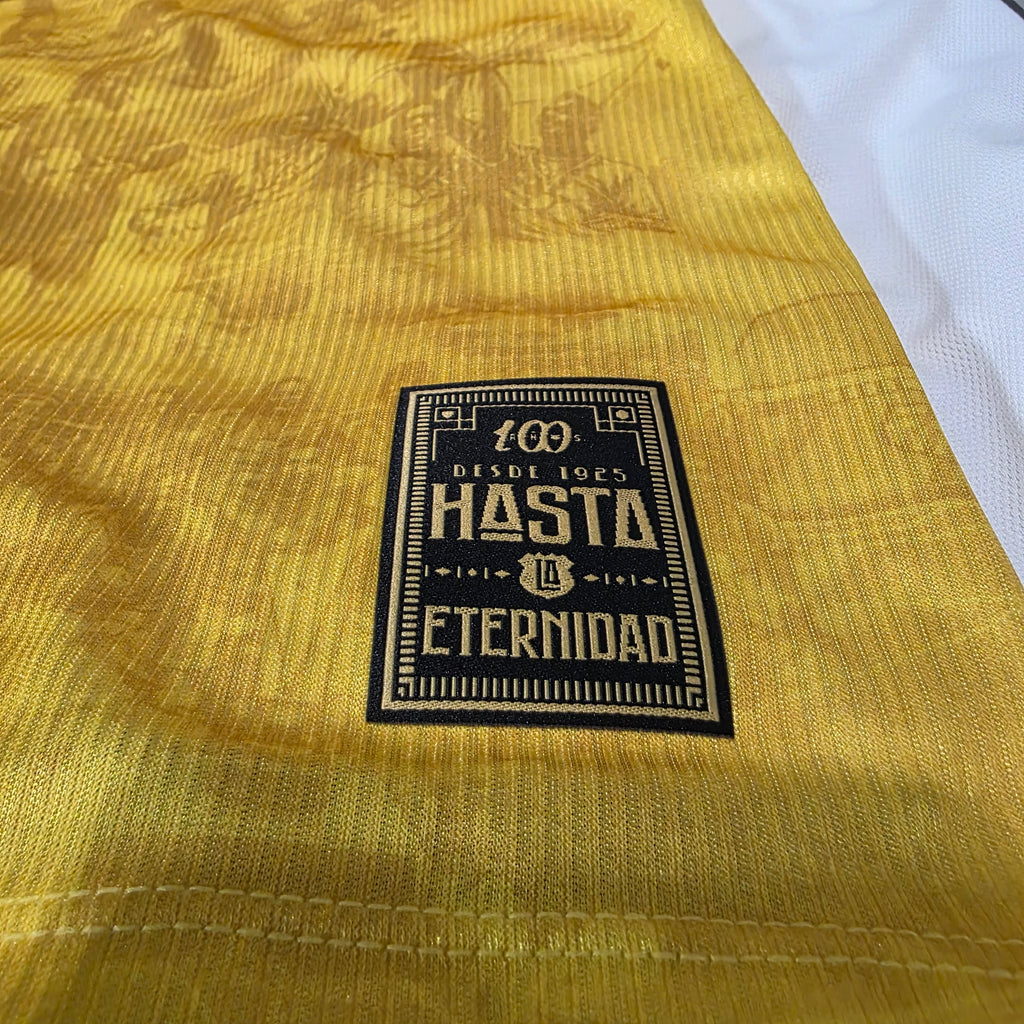 100
AÑOS
DESDE 1925
HASTA
LA
ETERNIDAD